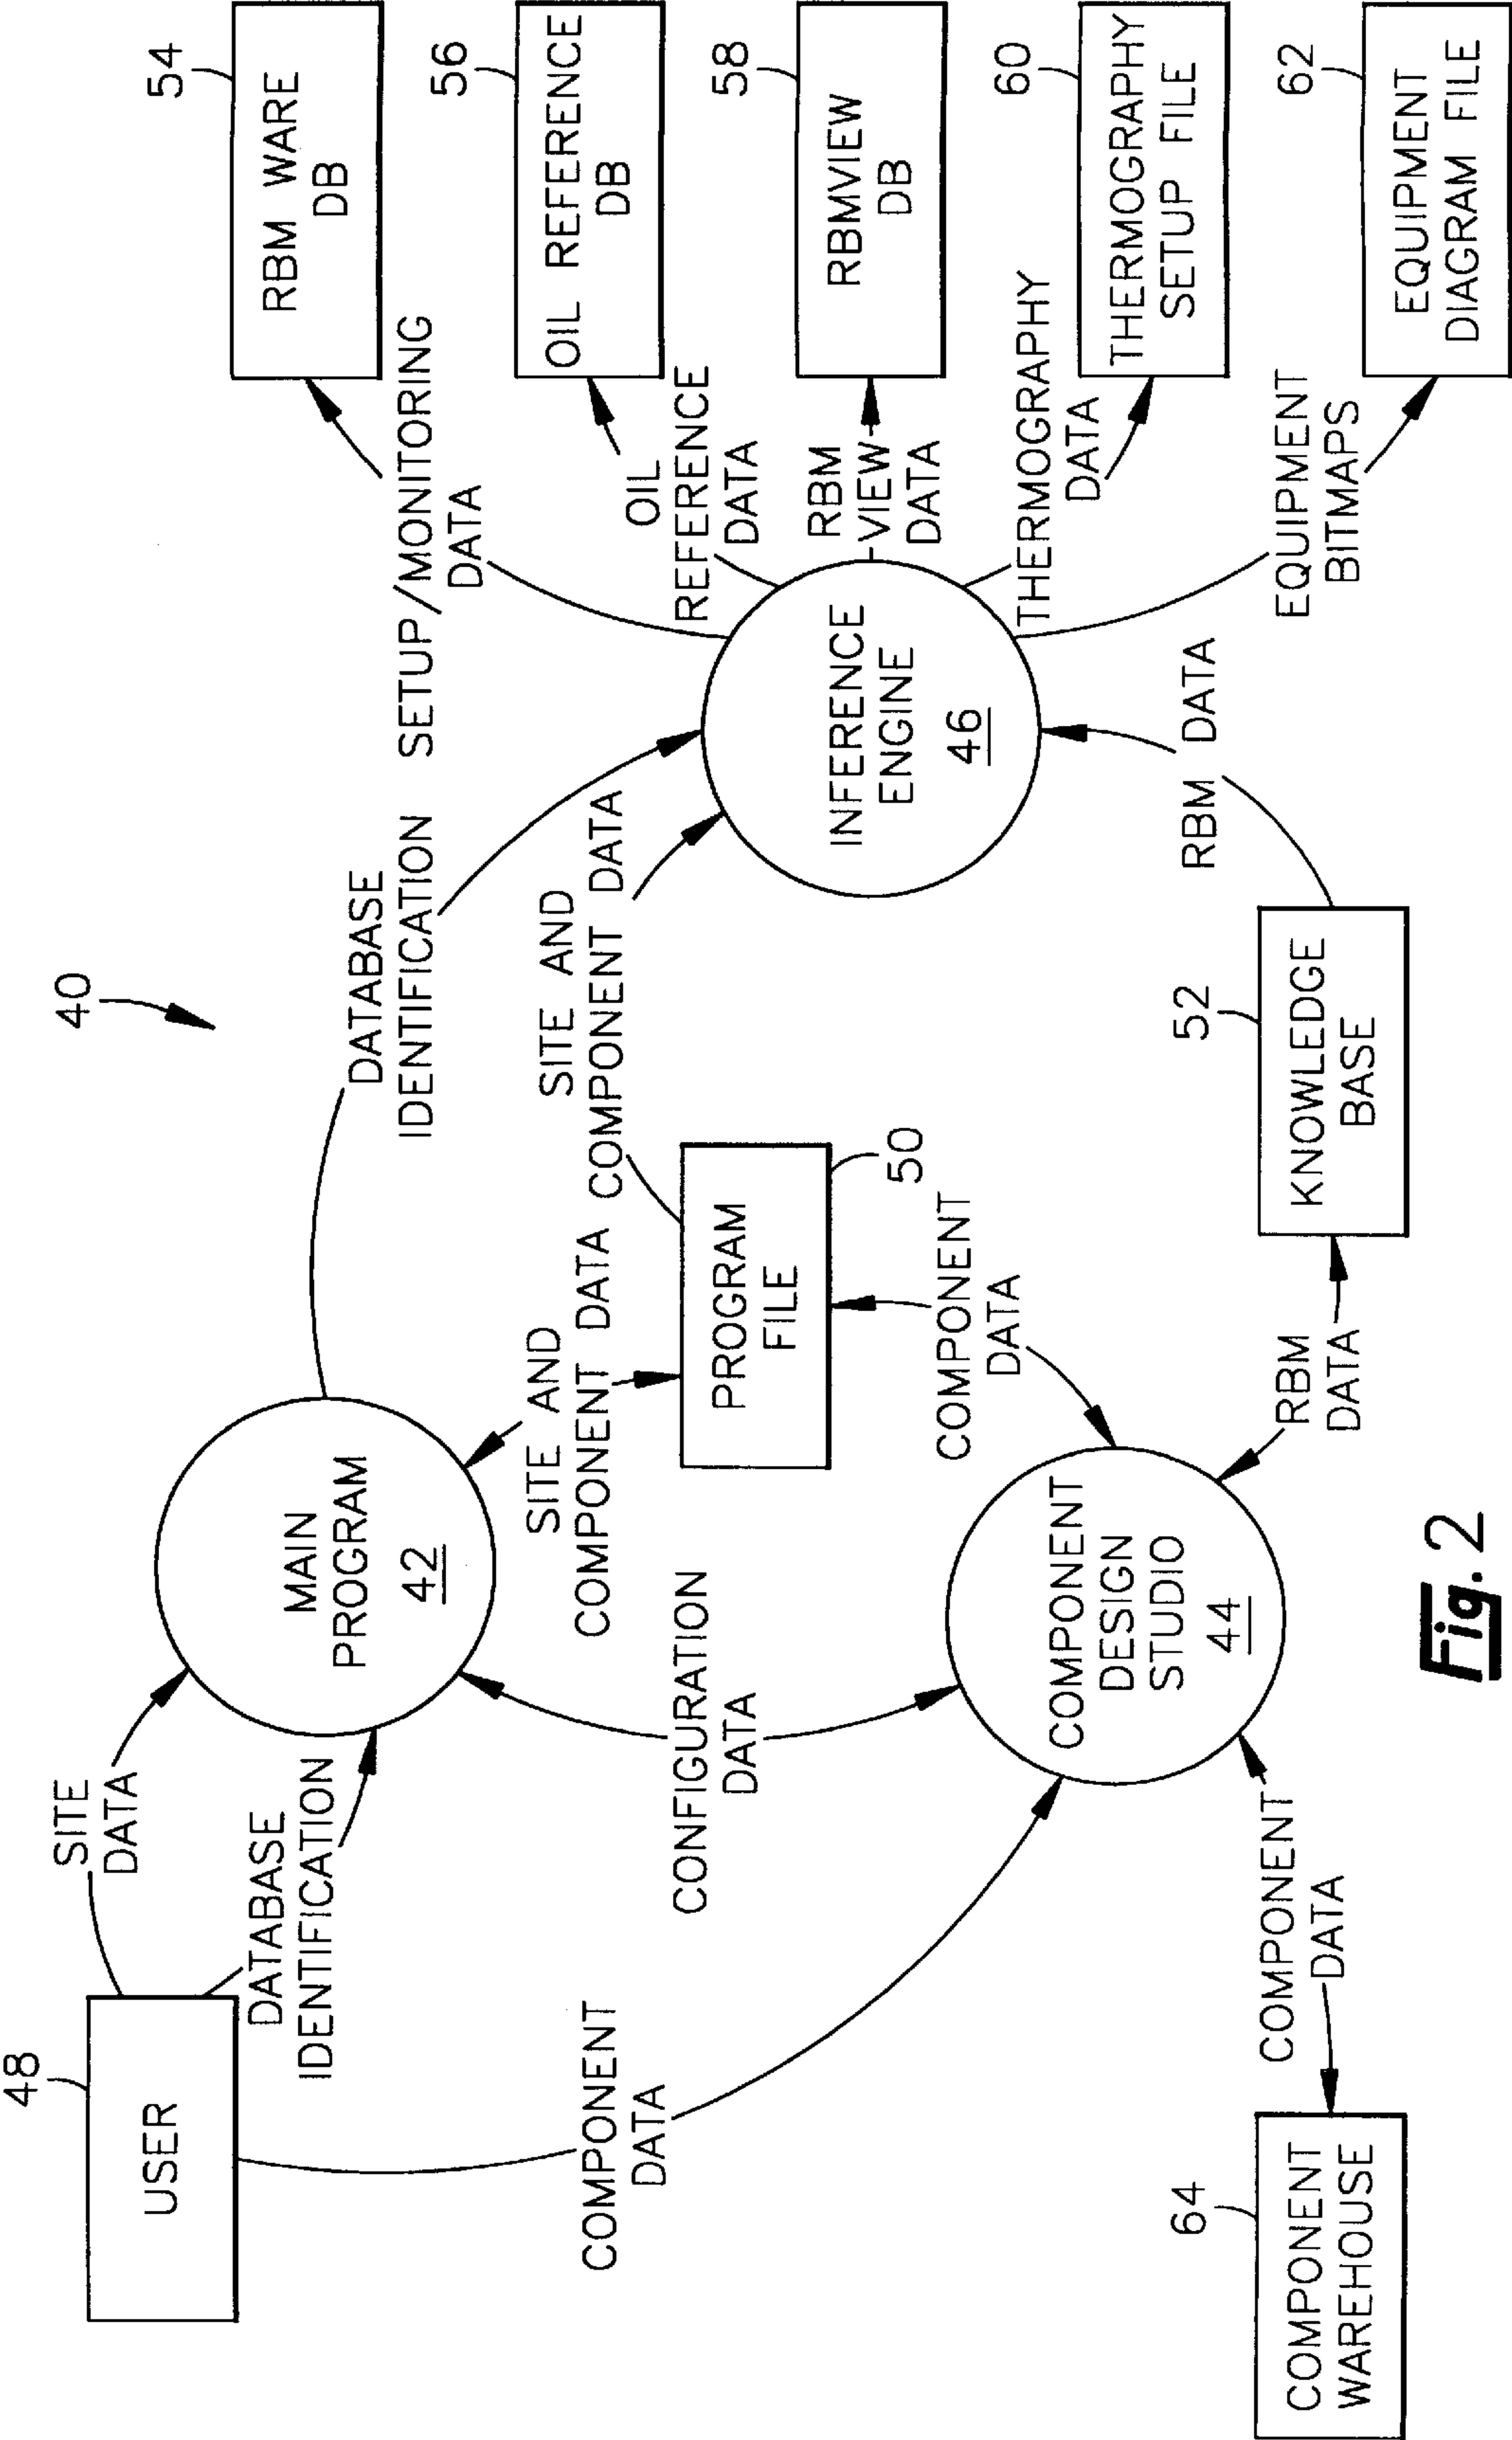 40
48
USER
SITE
DATA
DATABASE
IDENTIFICATION
MAIN
PROGRAM
42
DATABASE
IDENTIFICATION
SETUP/MONITORING
DATA
54
RBM WARE
DB
SITE AND
COMPONENT DATA
SITE AND
COMPONENT DATA
OIL
REFERENCE
DATA
56
OIL REFERENCE
DB
COMPONENT
DATA
CONFIGURATION
DATA
PROGRAM
FILE
50
INFERENCE
ENGINE
46
RBM
VIEW
DATA
58
RBMVIEW
DB
COMPONENT
DATA
THERMOGRAPHY
DATA
60
THERMOGRAPHY
SETUP FILE
COMPONENT
DESIGN
STUDIO
44
RBM DATA
EQUIPMENT
BITMAPS
62
EQUIPMENT
DIAGRAM FILE
64
COMPONENT
WAREHOUSE
COMPONENT
DATA
RBM
DATA
52
KNOWLEDGE
BASE
Fig. 2